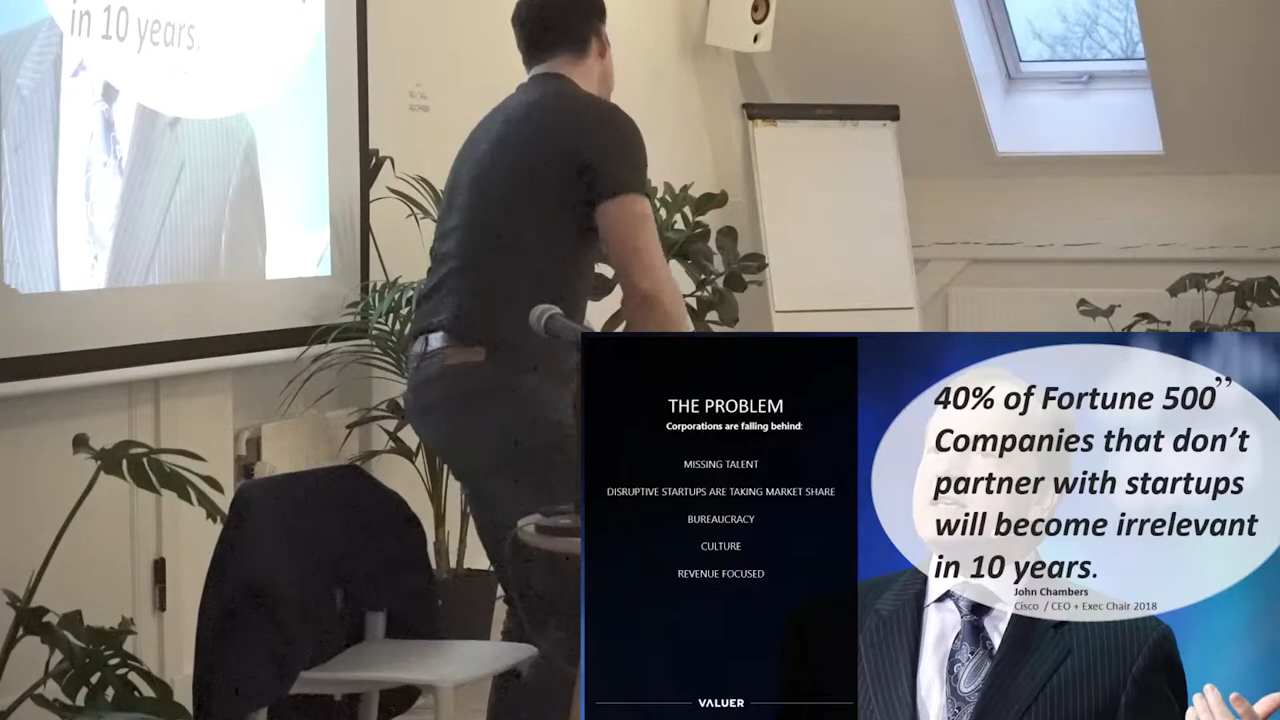 in 10 years.
THE PROBLEM
Corporations are falling behind:
MISSING TALENT
DISRUPTIVE STARTUPS ARE TAKING MARKET SHARE
BUREAUCRACY
CULTURE
REVENUE FOCUSED
VALUER
40% of Fortune 500”
Companies that don’t
partner with startups
will become irrelevant
in 10 years.
John Chambers
Cisco / CEO + Exec Chair 2018